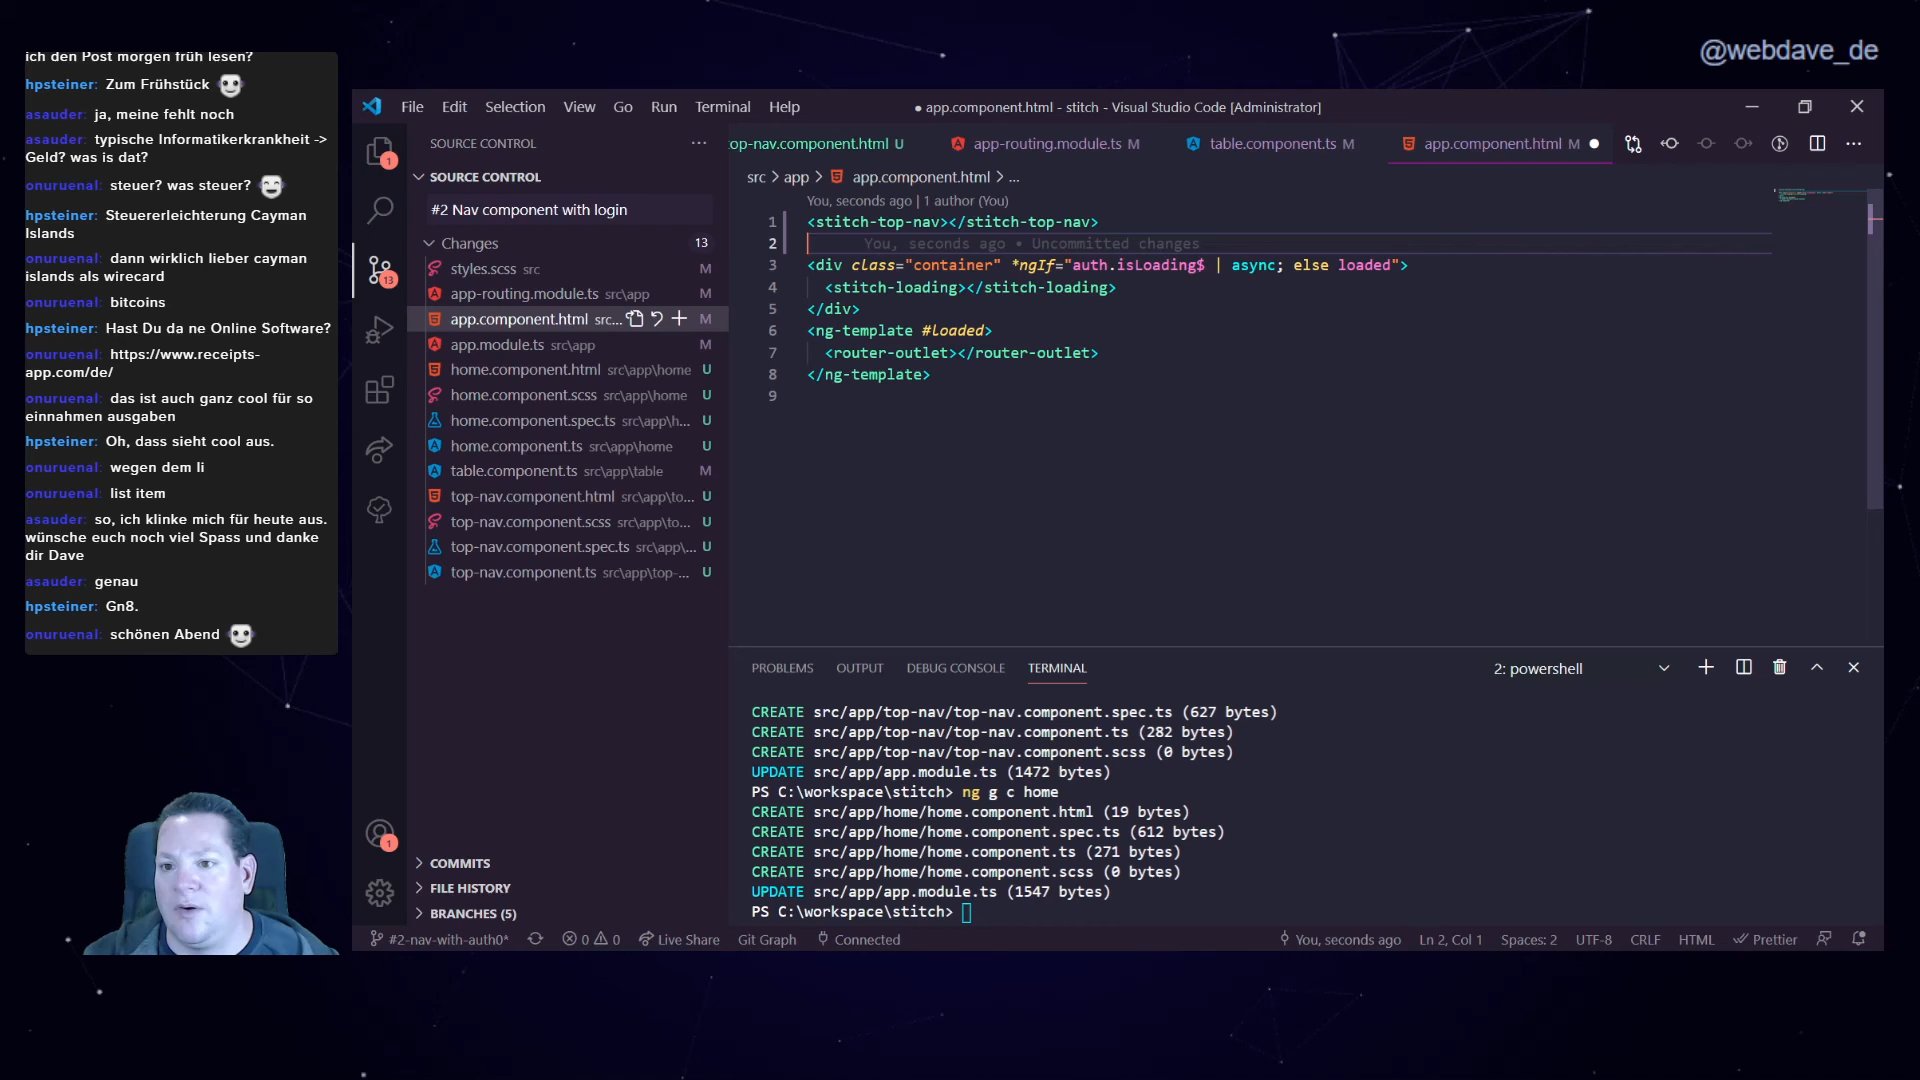 @webdave_de
ich den Post morgen früh lesen?
hpsteiner: Zum Frühstück
asauder: ja, meine fehlt noch
asauder: typische Informatikerkrankheit ->
Geld? was is dat?
onuruenal: steuer? was steuer?
hpsteiner: Steuererleichterung Cayman
Islands
onuruenal: dann wirklich lieber cayman
islands als wirecard
onuruenal: bitcoins
hpsteiner: Hast Du da ne Online Software?
onuruenal: https://www.receipts-
app.com/de/
onuruenal: das ist auch ganz cool für so
einnahmen ausgaben
hpsteiner: Oh, dass sieht cool aus.
onuruenal: wegen dem li
onuruenal: list item
asauder: so, ich klinke mich für heute aus.
wünsche euch noch viel Spass und danke
dir Dave
asauder: genau
hpsteiner: Gn8.
onuruenal: schönen Abend
File Edit Selection View Go Run Terminal Help
● app.component.html - stitch - Visual Studio Code [Administrator]
SOURCE CONTROL ...
SOURCE CONTROL
#2 Nav component with login
Changes 13
styles.scss src M
app-routing.module.ts src\app M
app.component.html src... M
app.module.ts src\app M
home.component.html src\app\home U
home.component.scss src\app\home U
home.component.spec.ts src\app\h... U
home.component.ts src\app\home U
table.component.ts src\app\table M
top-nav.component.html src\app\to... U
top-nav.component.scss src\app\to... U
top-nav.component.spec.ts src\app\... U
top-nav.component.ts src\app\top-... U
COMMITS
FILE HISTORY
BRANCHES (5)
1
13
1
op-nav.component.html U app-routing.module.ts M table.component.ts M app.component.html M ● ...
src > app > app.component.html > ...
You, seconds ago | 1 author (You)
1 <stitch-top-nav></stitch-top-nav>
2 You, seconds ago • Uncommitted changes
3 <div class="container" *ngIf="auth.isLoading$ | async; else loaded">
4 <stitch-loading></stitch-loading>
5 </div>
6 <ng-template #loaded>
7 <router-outlet></router-outlet>
8 </ng-template>
9
PROBLEMS OUTPUT DEBUG CONSOLE TERMINAL 2: powershell
CREATE src/app/top-nav/top-nav.component.spec.ts (627 bytes)
CREATE src/app/top-nav/top-nav.component.ts (282 bytes)
CREATE src/app/top-nav/top-nav.component.scss (0 bytes)
UPDATE src/app/app.module.ts (1472 bytes)
PS C:\workspace\stitch> ng g c home
CREATE src/app/home/home.component.html (19 bytes)
CREATE src/app/home/home.component.spec.ts (612 bytes)
CREATE src/app/home/home.component.ts (271 bytes)
CREATE src/app/home/home.component.scss (0 bytes)
UPDATE src/app/app.module.ts (1547 bytes)
PS C:\workspace\stitch>
#2-nav-with-auth0* 0 0 Live Share Git Graph Connected You, seconds ago Ln 2, Col 1 Spaces: 2 UTF-8 CRLF HTML Prettier